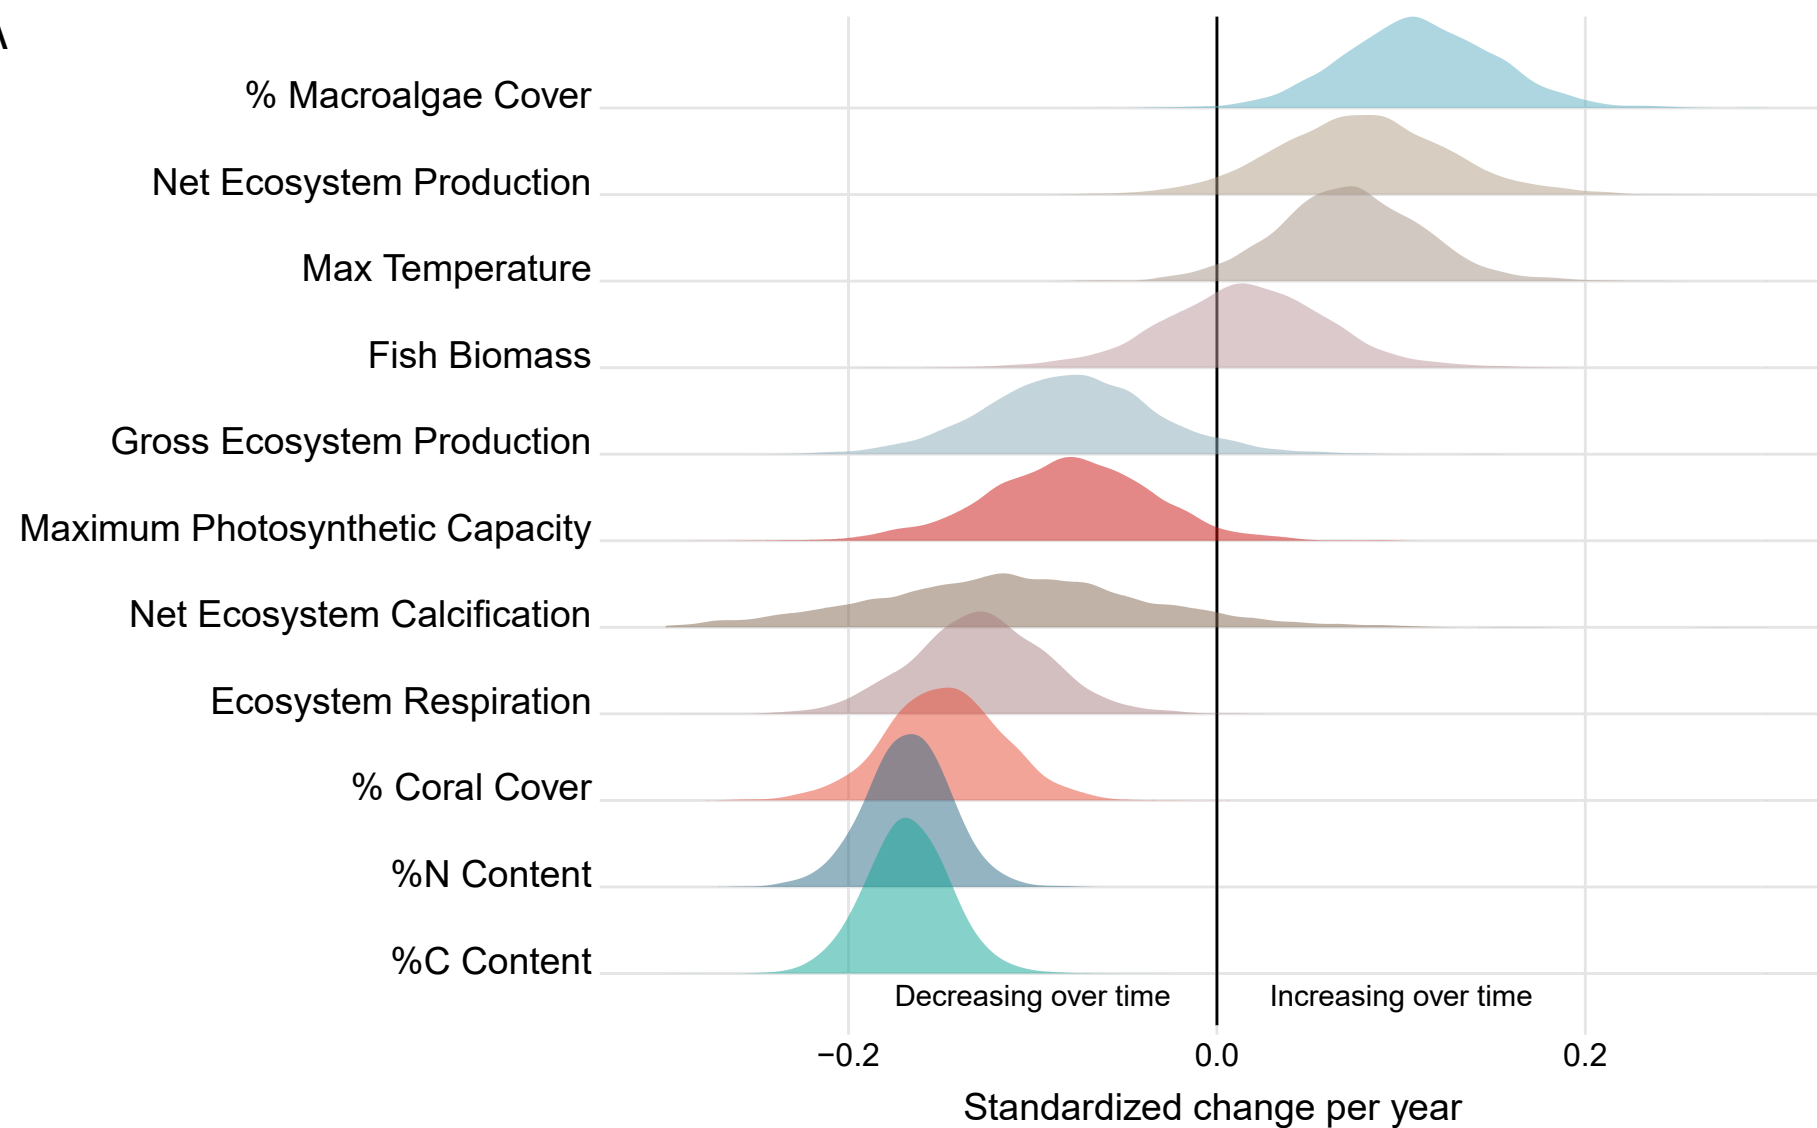 A
% Macroalgae Cover
Net Ecosystem Production
Max Temperature
Fish Biomass
Gross Ecosystem Production
Maximum Photosynthetic Capacity
Net Ecosystem Calcification
Ecosystem Respiration
% Coral Cover
%N Content
%C Content
Decreasing over time Increasing over time
−0.2 0.0 0.2
Standardized change per year